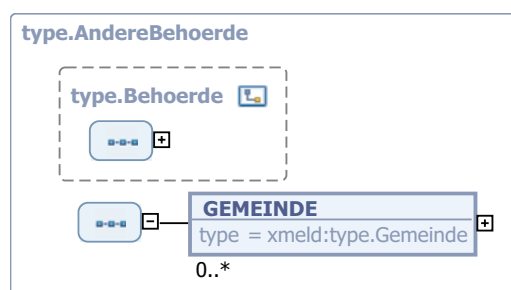 type.AndereBehoerde
type.Behoerde
GEMEINDE
type = xmeld:type.Gemeinde
0..*